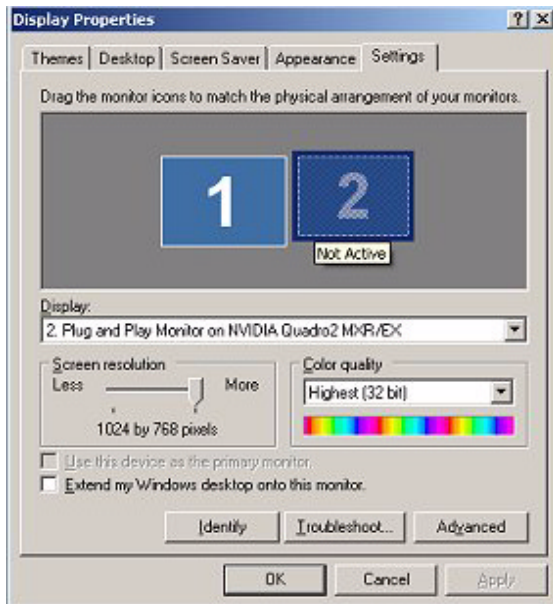 Display Properties
Themes Desktop Screen Saver Appearance Settings
Drag the monitor icons to match the physical arrangement of your monitors.
1 2
Not Active
Display:
2. Plug and Play Monitor on NVIDIA Quadro2 MXR/EX
Screen resolution
Less More
1024 by 768 pixels
Color quality
Highest (32 bit)
Use this device as the primary monitor.
Extend my Windows desktop onto this monitor.
Identify Troubleshoot... Advanced
OK Cancel Apply